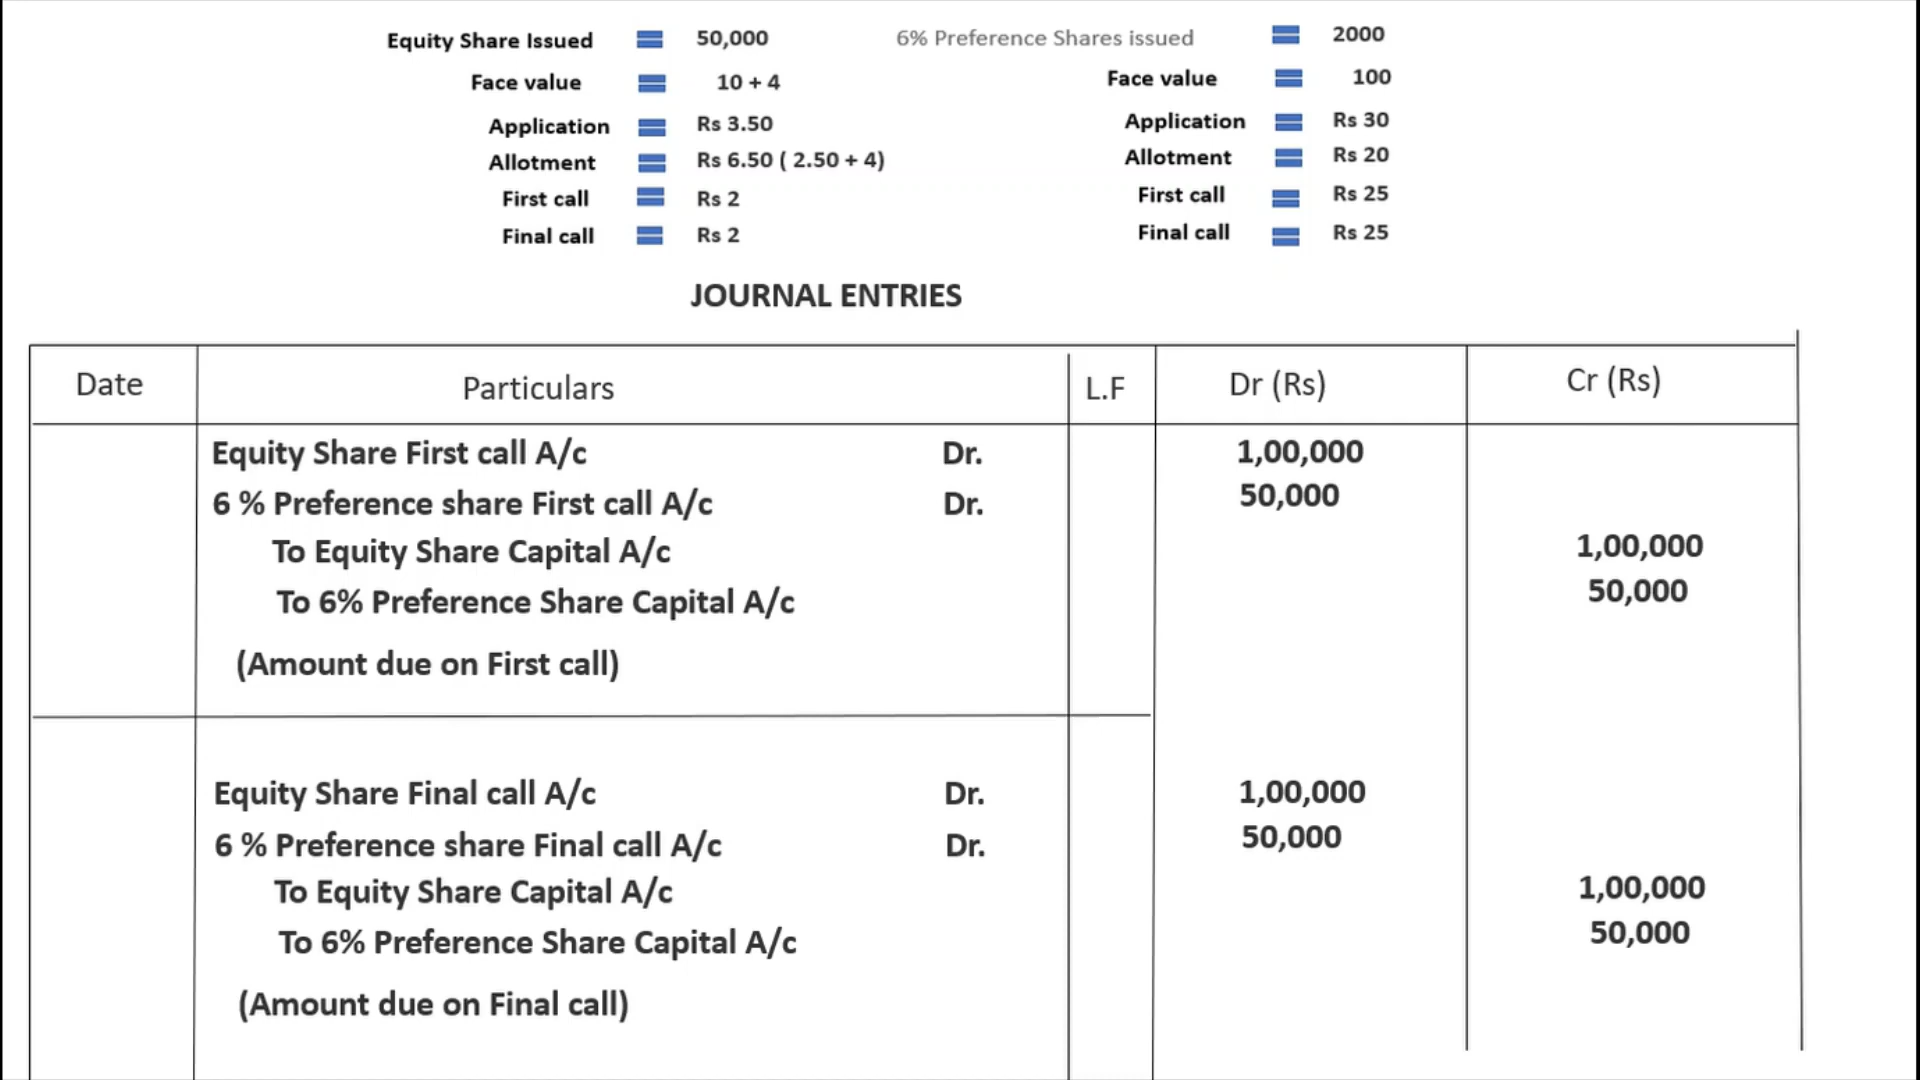 Equity Share Issued 50,000 6% Preference Shares issued 2000
Face value 10 + 4 Face value 100
Application Rs 3.50 Application Rs 30
Allotment Rs 6.50 ( 2.50 + 4) Allotment Rs 20
First call Rs 2 First call Rs 25
Final call Rs 2 Final call Rs 25
JOURNAL ENTRIES
Date Particulars L.F Dr (Rs) Cr (Rs)
Equity Share First call A/c Dr. 1,00,000
6 % Preference share First call A/c Dr. 50,000
To Equity Share Capital A/c 1,00,000
To 6% Preference Share Capital A/c 50,000
(Amount due on First call)
Equity Share Final call A/c Dr. 1,00,000
6 % Preference share Final call A/c Dr. 50,000
To Equity Share Capital A/c 1,00,000
To 6% Preference Share Capital A/c 50,000
(Amount due on Final call)